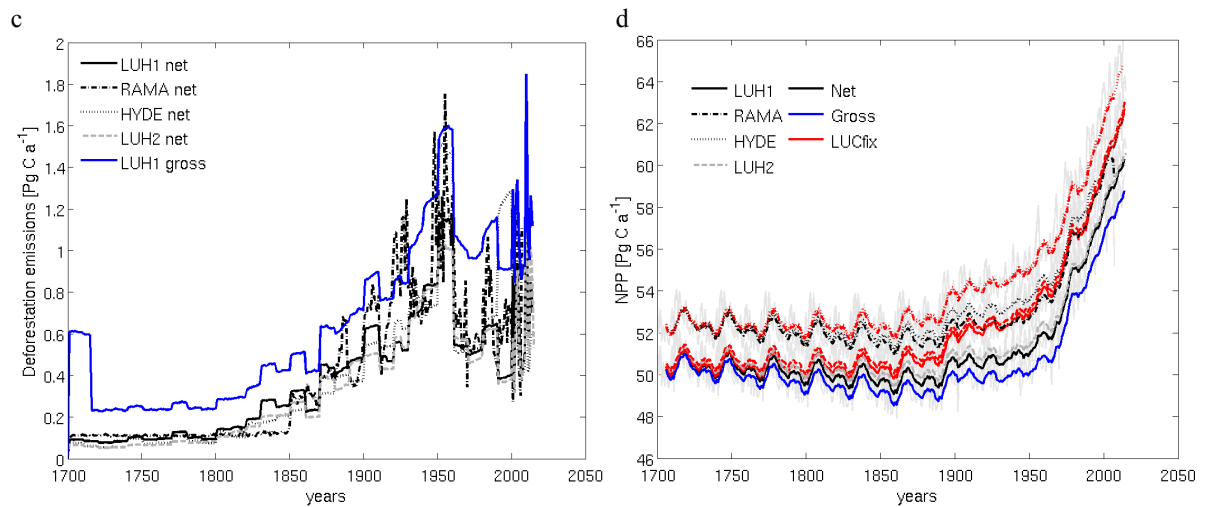 c
Deforestation emissions [Pg C a⁻¹]
2
1.8
1.6
1.4
1.2
1
0.8
0.6
0.4
0.2
0
LUH1 net
RAMA net
HYDE net
LUH2 net
LUH1 gross
1700 1750 1800 1850 1900 1950 2000 2050
years
d
NPP [Pg C a⁻¹]
66
64
62
60
58
56
54
52
50
48
46
LUH1 Net
RAMA Gross
HYDE LUCfix
LUH2
1700 1750 1800 1850 1900 1950 2000 2050
years